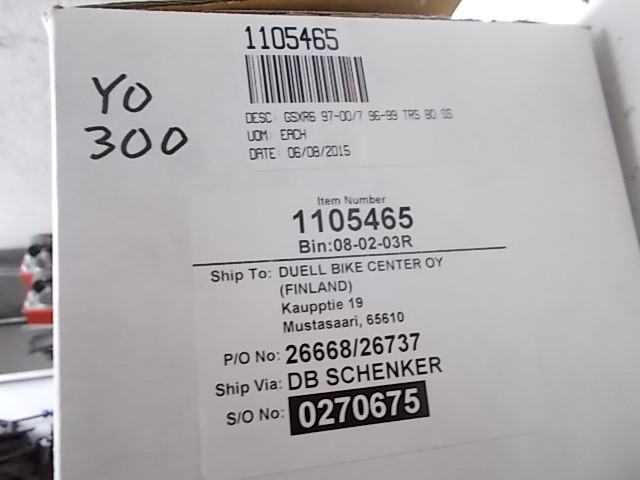 1105465
YO
300
DESC: GSXR6 97-00/7 96-99 TRS BO SS
UOM: EACH
DATE: 06/08/2015
Item Number
1105465
Bin:08-02-03R
Ship To: DUELL BIKE CENTER OY
(FINLAND)
Kaupptie 19
Mustasaari, 65610
P/O No: 26668/26737
Ship Via: DB SCHENKER
S/O No: 0270675